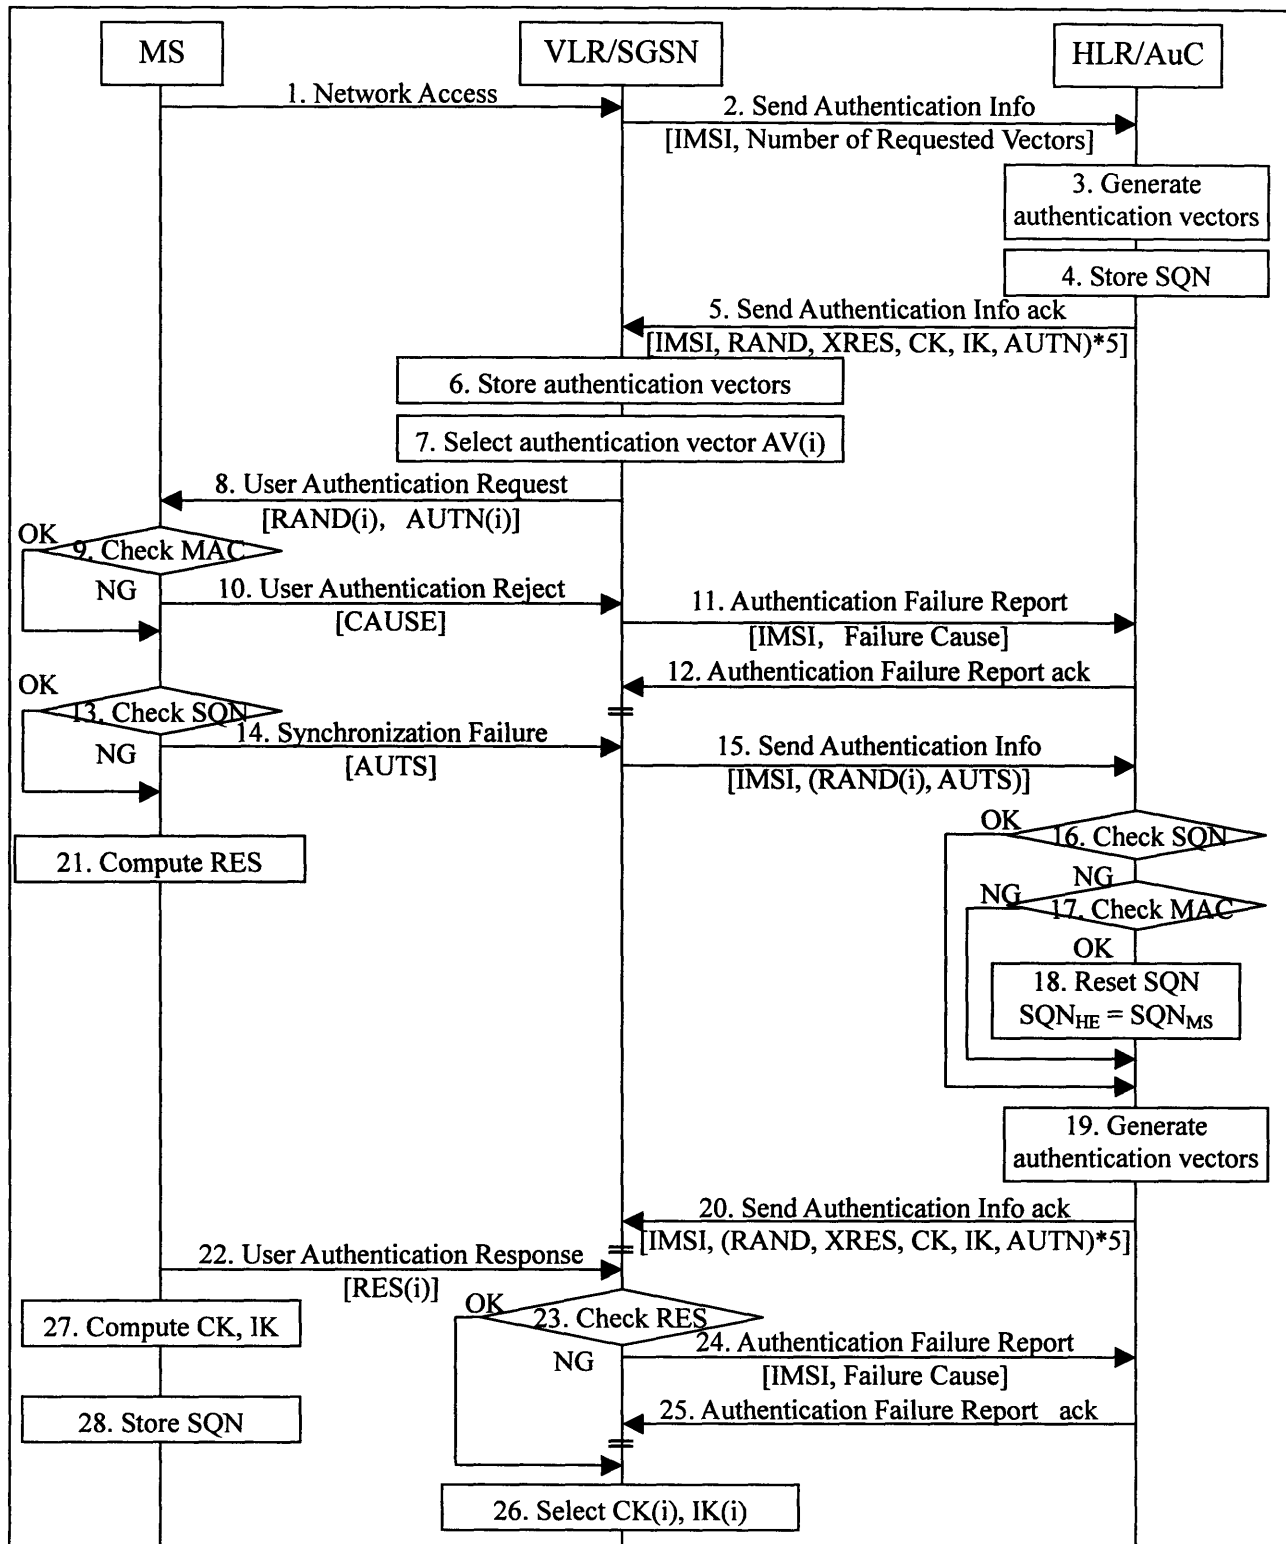 MS
VLR/SGSN
HLR/AuC
1. Network Access
2. Send Authentication Info
[IMSI, Number of Requested Vectors]
3. Generate
authentication vectors
4. Store SQN
5. Send Authentication Info ack
[IMSI, RAND, XRES, CK, IK, AUTN)*5]
6. Store authentication vectors
7. Select authentication vector AV(i)
8. User Authentication Request
[RAND(i), AUTN(i)]
OK
9. Check MAC
NG
10. User Authentication Reject
[CAUSE]
11. Authentication Failure Report
[IMSI, Failure Cause]
12. Authentication Failure Report ack
OK
13. Check SQN
NG
14. Synchronization Failure
[AUTS]
15. Send Authentication Info
[IMSI, (RAND(i), AUTS)]
OK
16. Check SQN
21. Compute RES
NG
NG
17. Check MAC
OK
18. Reset SQN
SQNHE = SQNMS
19. Generate
authentication vectors
20. Send Authentication Info ack
[IMSI, (RAND, XRES, CK, IK, AUTN)*5]
22. User Authentication Response
[RES(i)]
OK
23. Check RES
27. Compute CK, IK
NG
24. Authentication Failure Report
[IMSI, Failure Cause]
28. Store SQN
25. Authentication Failure Report ack
26. Select CK(i), IK(i)